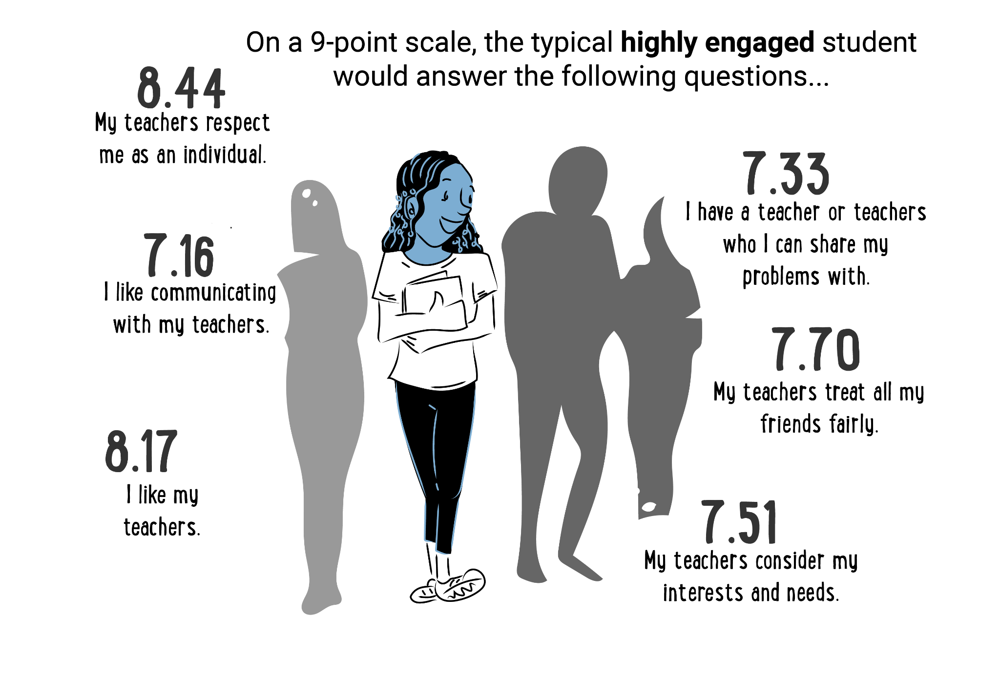 On a 9-point scale, the typical highly engaged student
would answer the following questions...
8.44
My teachers respect
me as an individual.
7.16
I like communicating
with my teachers.
8.17
I like my
teachers.
7.33
I have a teacher or teachers
who I can share my
problems with.
7.70
My teachers treat all my
friends fairly.
7.51
My teachers consider my
interests and needs.